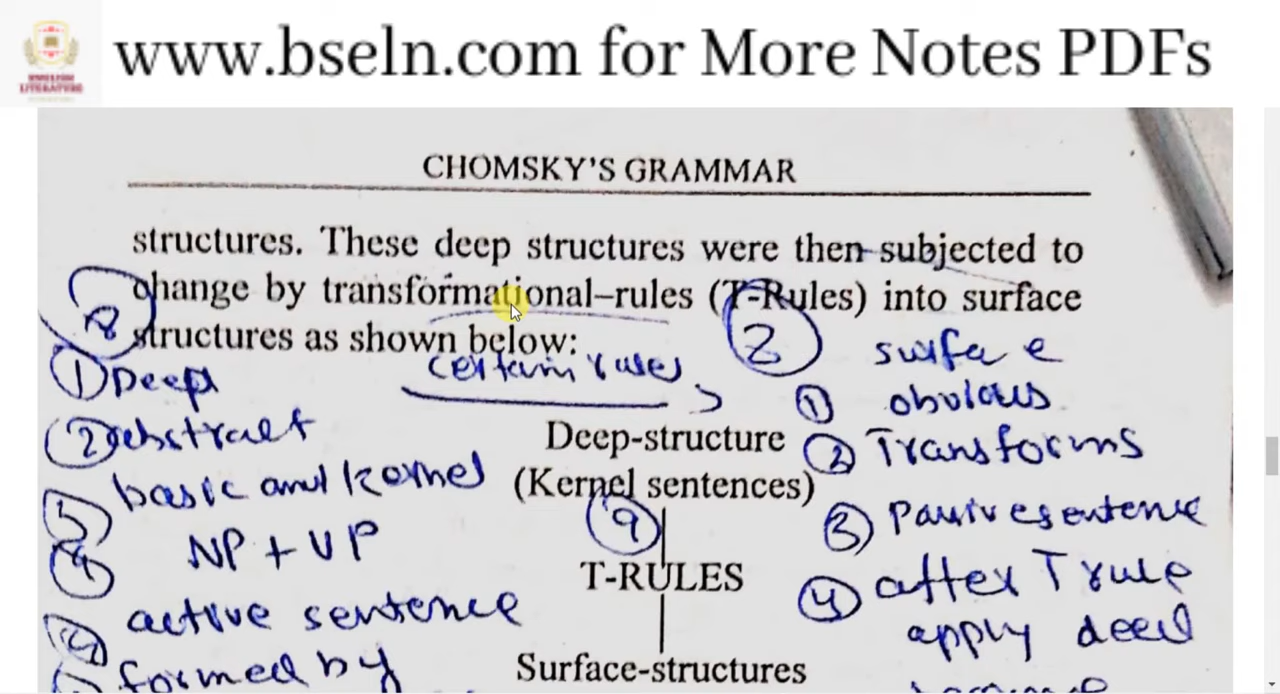 www.bseln.com for More Notes PDFs
ENGLISH
LITERATURE
CHOMSKY'S GRAMMAR
structures. These deep structures were then subjected to
change by transformational–rules (T-Rules) into surface
structures as shown below:
8
2
surface
certain rules
① Deep
① obvious
② abstract
Deep-structure
② Transforms
3 basic and kernel
(Kernel sentences)
9
③ Passive sentence
4 NP + VP
T-RULES
④ after T rule
active sentence
apply deed
formed by
Surface-structures